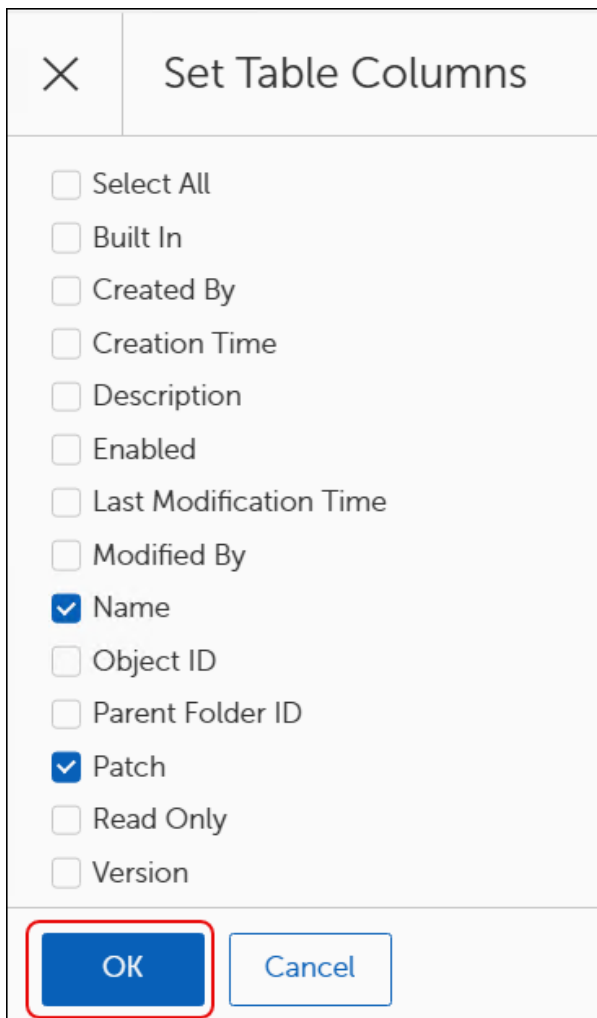 Set Table Columns
Select All
Built In
Created By
Creation Time
Description
Enabled
Last Modification Time
Modified By
Name
Object ID
Parent Folder ID
Patch
Read Only
Version
OK Cancel